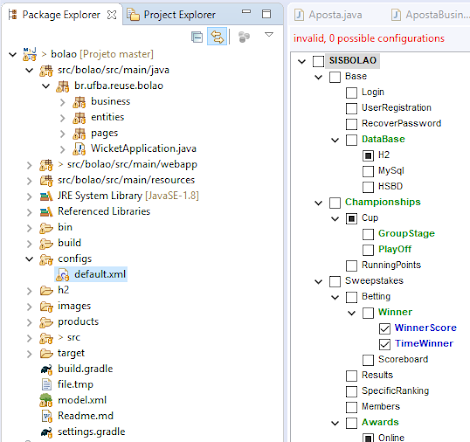 Package Explorer
Project Explorer
> bolao [Projeto master]
src/bolao/src/main/java
br.ufba.reuse.bolao
business
entities
pages
WicketApplication.java
> src/bolao/src/main/webapp
src/bolao/src/main/resources
JRE System Library [JavaSE-1.8]
Referenced Libraries
bin
build
configs
default.xml
h2
images
products
> src
target
build.gradle
file.tmp
model.xml
Readme.md
settings.gradle
Aposta.java
ApostaBusin...
invalid, 0 possible configurations
SISBOLAO
Base
Login
UserRegistration
RecoverPassword
DataBase
H2
MySql
HSBD
Championships
Cup
GroupStage
PlayOff
RunningPoints
Sweepstakes
Betting
Winner
WinnerScore
TimeWinner
Scoreboard
Results
SpecificRanking
Members
Awards
Online